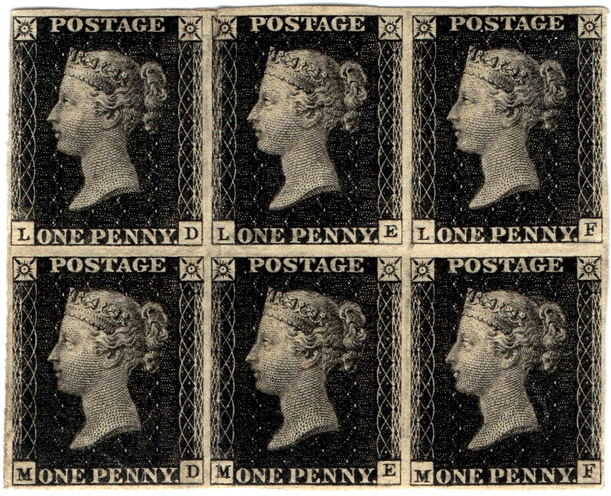 POSTAGE POSTAGE POSTAGE
L ONE PENNY. D L ONE PENNY. E L ONE PENNY. F
POSTAGE POSTAGE POSTAGE
M ONE PENNY. D M ONE PENNY. E M ONE PENNY. F